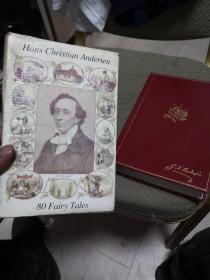 Hans Christian Andersen
80 Fairy Tales